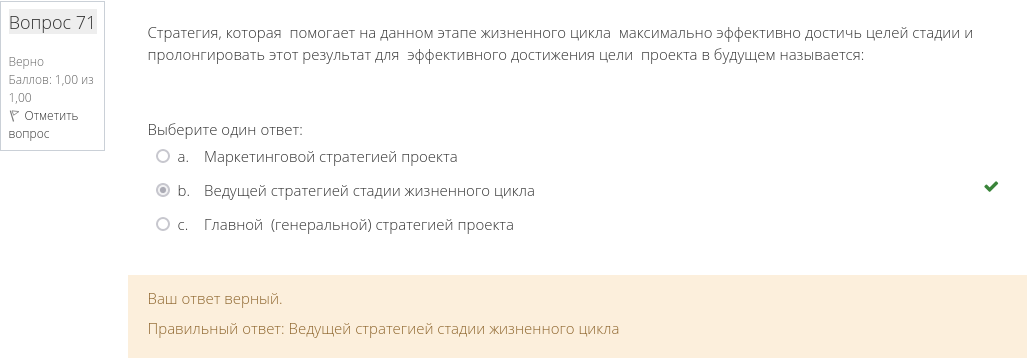 Вопрос 71
Верно
Баллов: 1,00 из
1,00
Отметить
вопрос
Стратегия, которая помогает на данном этапе жизненного цикла максимально эффективно достичь целей стадии и
пролонгировать этот результат для эффективного достижения цели проекта в будущем называется:
Выберите один ответ:
a. Маркетинговой стратегией проекта
b. Ведущей стратегией стадии жизненного цикла
c. Главной (генеральной) стратегией проекта
Ваш ответ верный.
Правильный ответ: Ведущей стратегией стадии жизненного цикла